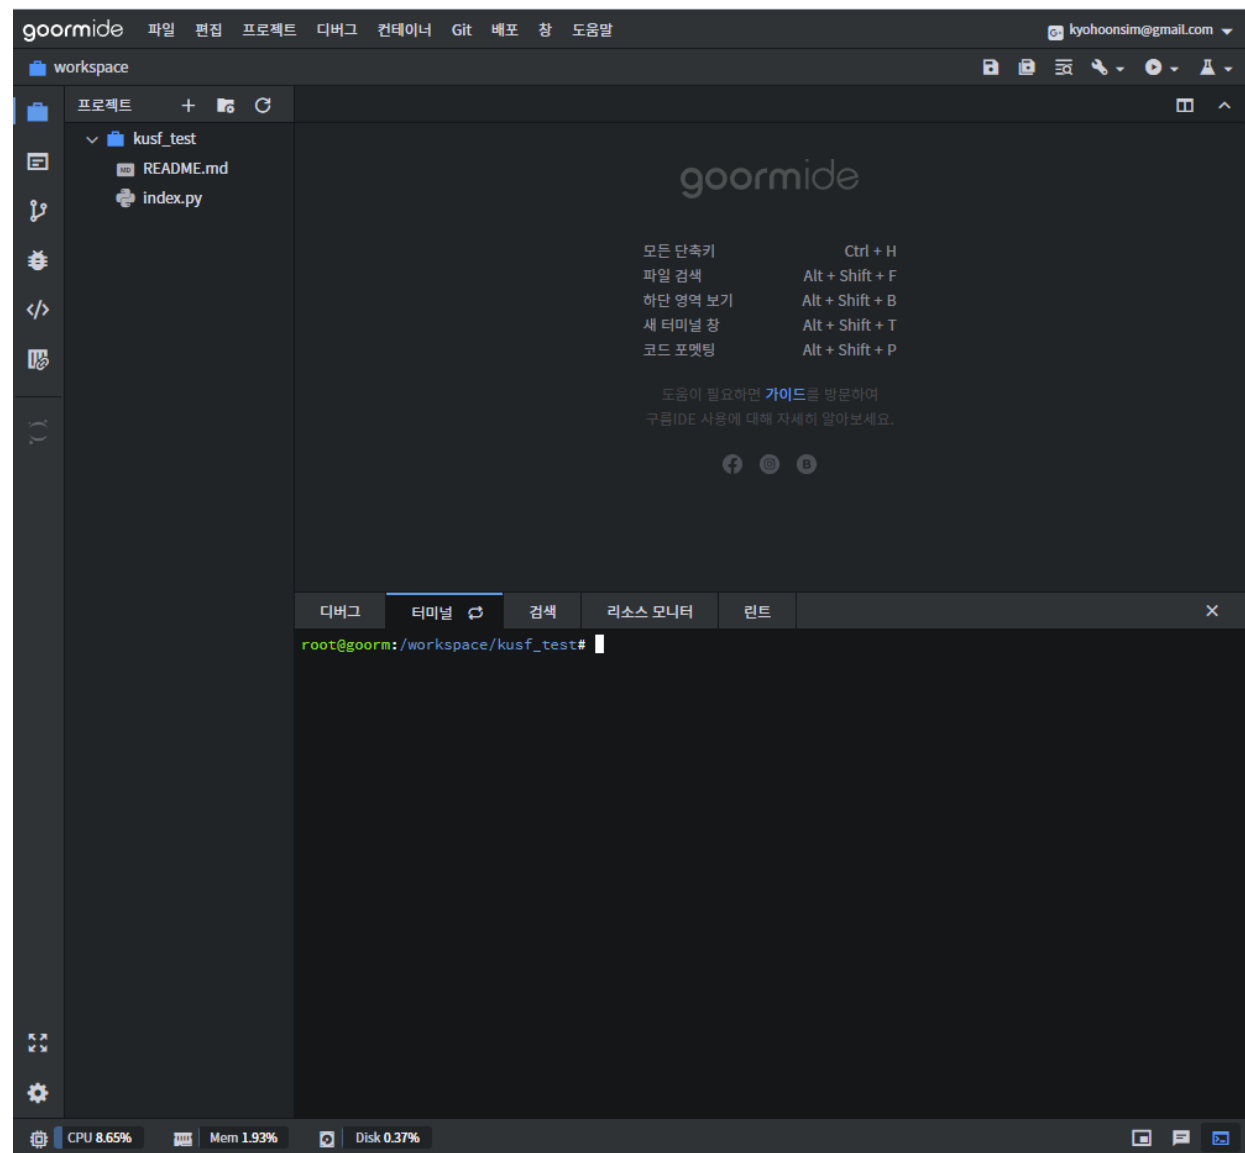 goormide 파일 편집 프로젝트 디버그 컨테이너 Git 배포 창 도움말 G+ kyohoonsim@gmail.com
workspace
프로젝트
kusf_test
MD README.md
index.py
goormide
모든 단축키 Ctrl + H
파일 검색 Alt + Shift + F
하단 영역 보기 Alt + Shift + B
새 터미널 창 Alt + Shift + T
코드 포멧팅 Alt + Shift + P
도움이 필요하면 가이드를 방문하여
구름IDE 사용에 대해 자세히 알아보세요.
디버그 터미널 검색 리소스 모니터 린트
root@goorm:/workspace/kusf_test#
CPU 8.65% Mem 1.93% Disk 0.37%